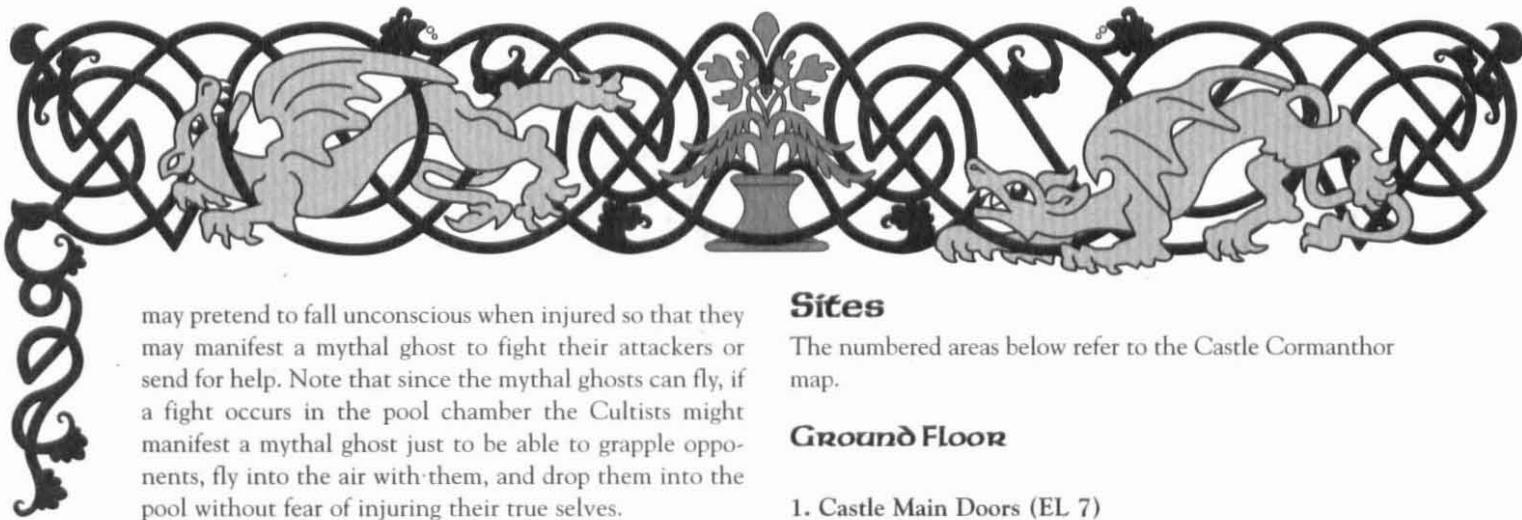 may pretend to fall unconscious when injured so that they
may manifest a mythal ghost to fight their attackers or
send for help. Note that since the mythal ghosts can fly, if
a fight occurs in the pool chamber the Cultists might
manifest a mythal ghost just to be able to grapple oppo-
nents, fly into the air with them, and drop them into the
pool without fear of injuring their true selves.
Sites
The numbered areas below refer to the Castle Cormanthor
map.
Ground Floor
1. Castle Main Doors (EL 7)